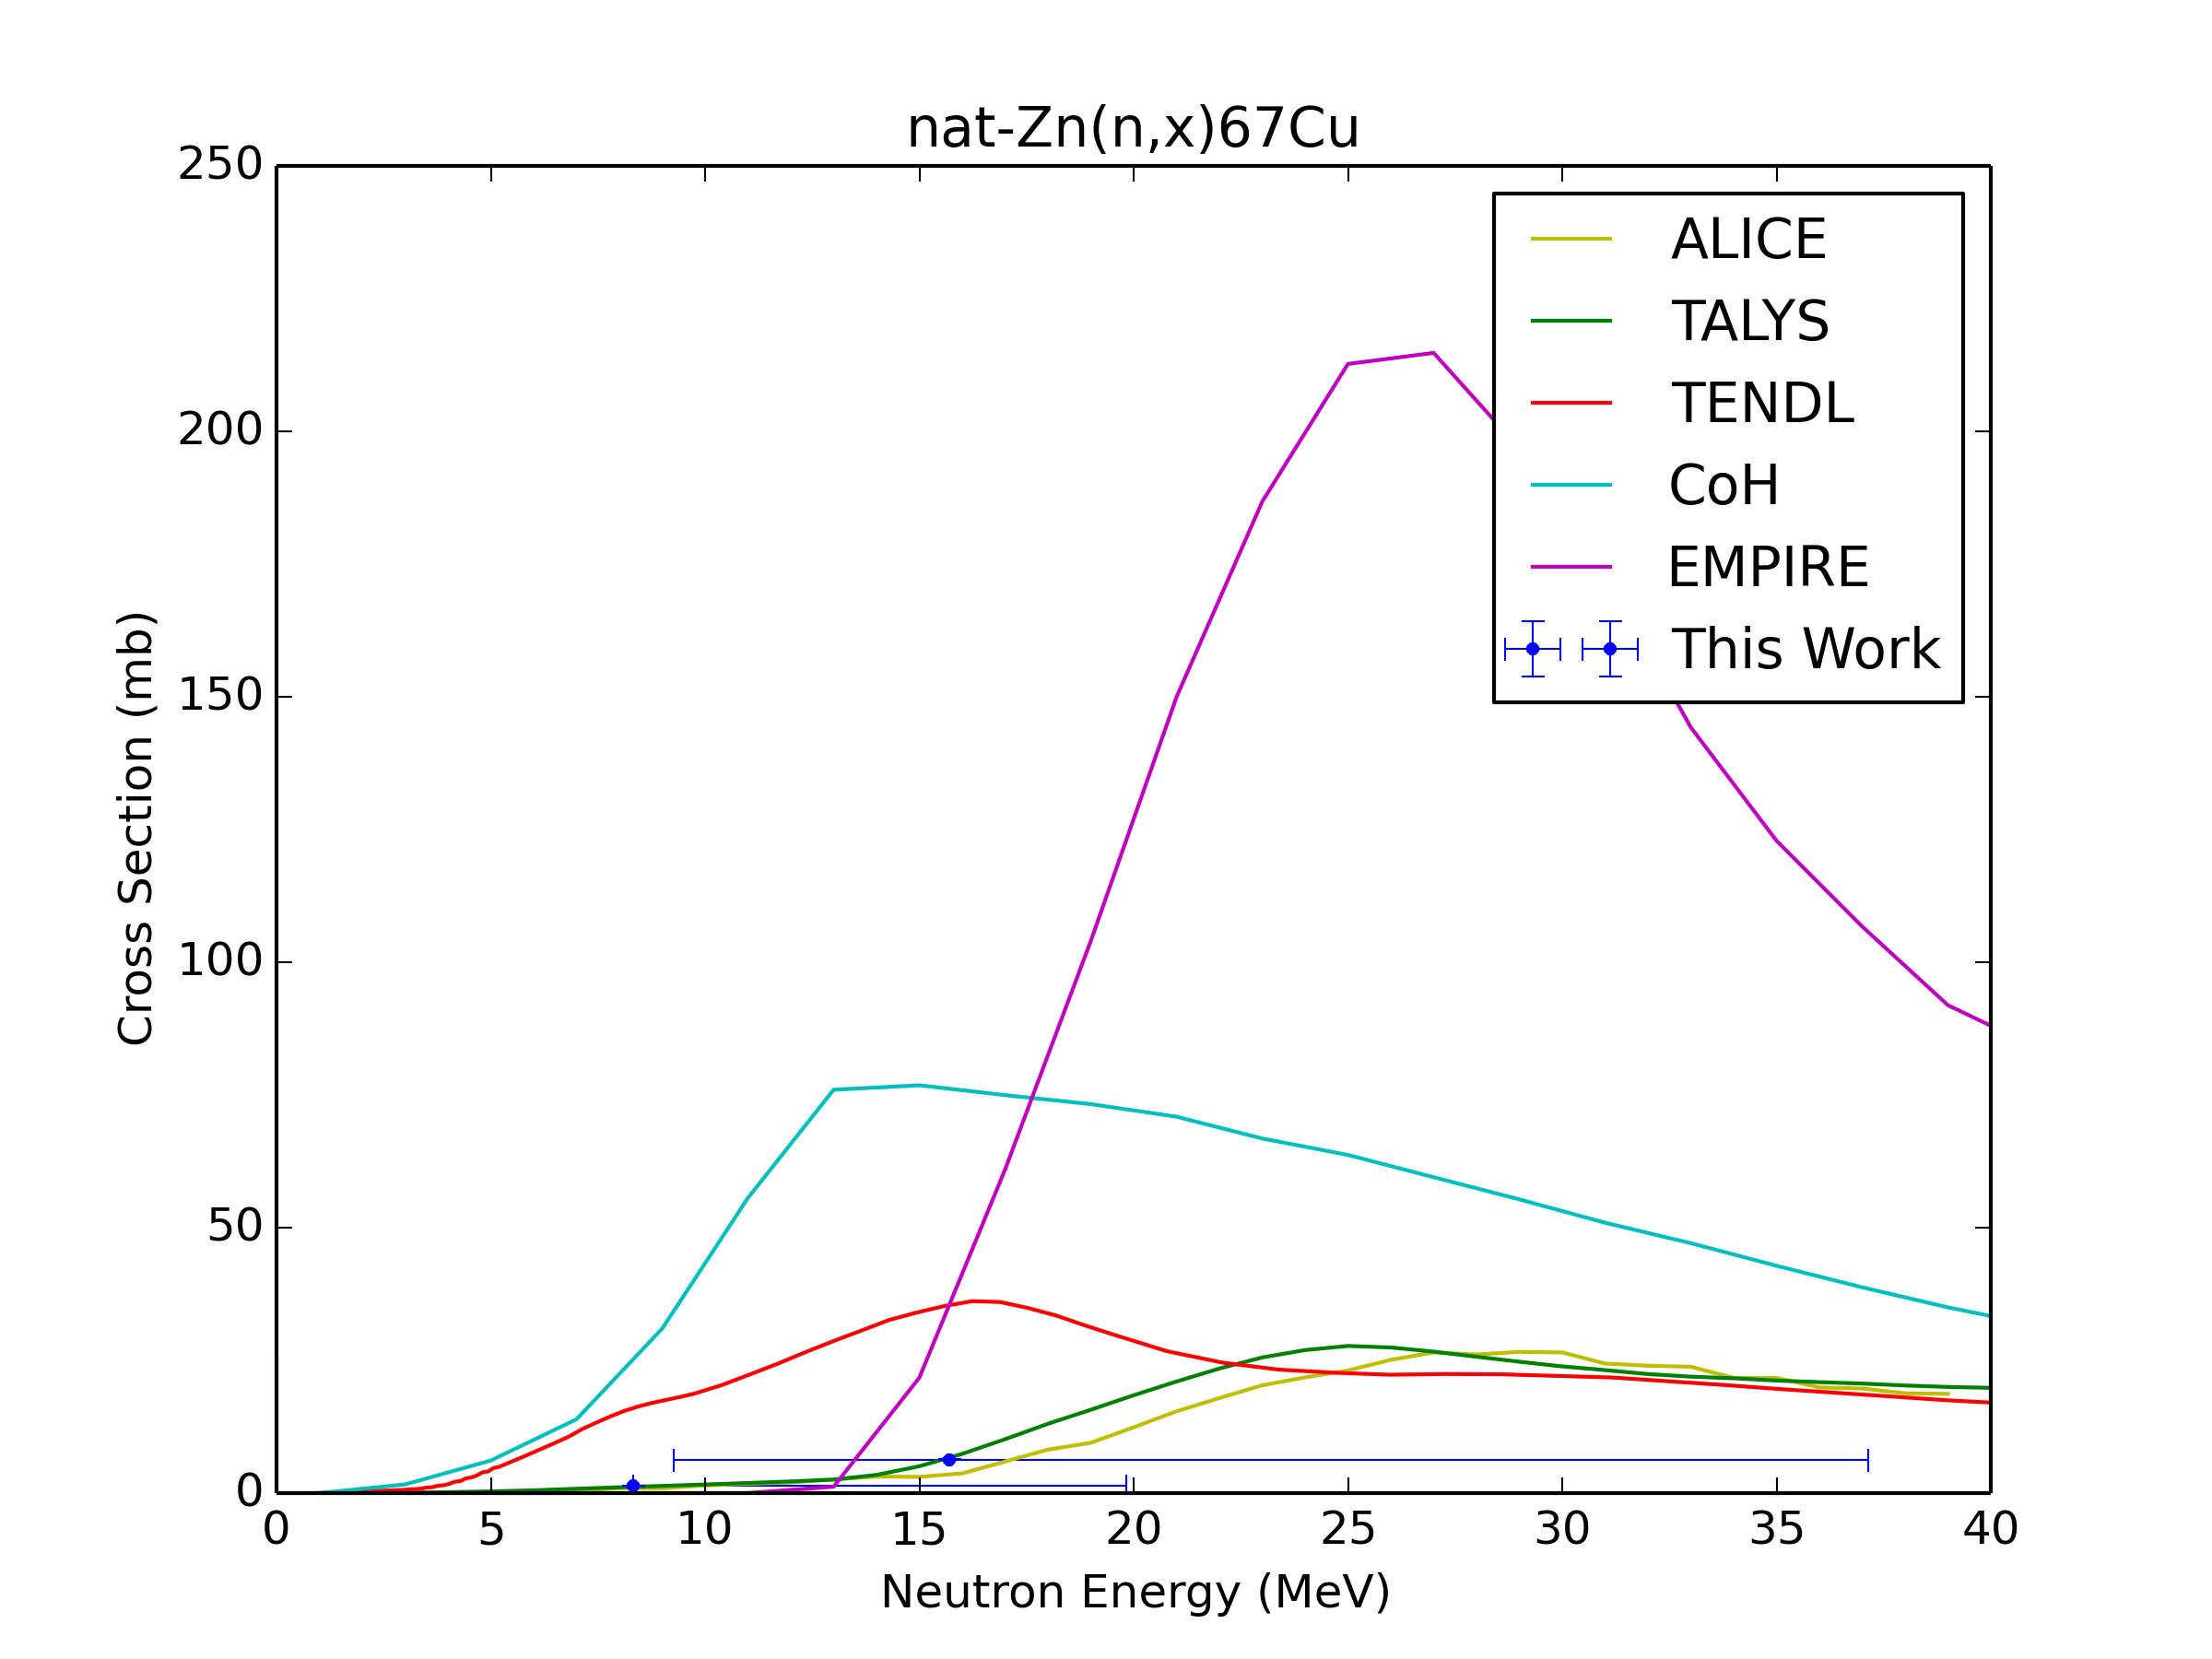 nat-Zn(n,x)67Cu
250
200
150
100
50
0
Cross Section (mb)
ALICE
TALYS
TENDL
CoH
EMPIRE
This Work
0 5 10 15 20 25 30 35 40
Neutron Energy (MeV)